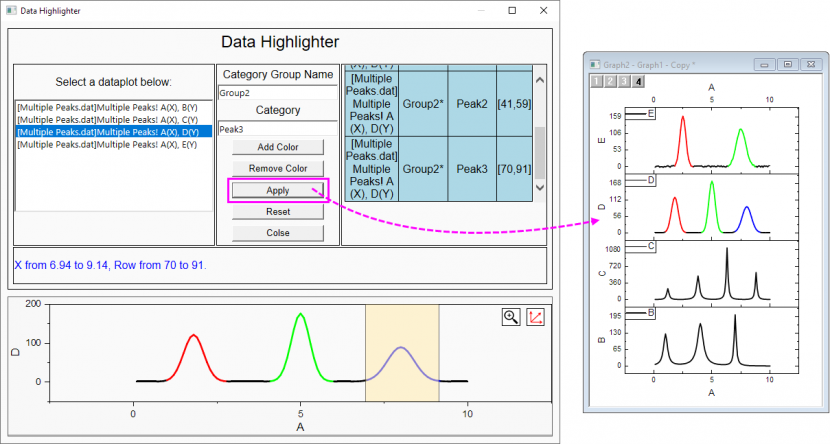 Data Highlighter
Data Highlighter
Select a dataplot below:
[Multiple Peaks.dat]Multiple Peaks! A(X), B(Y)
[Multiple Peaks.dat]Multiple Peaks! A(X), C(Y)
[Multiple Peaks.dat]Multiple Peaks! A(X), D(Y)
[Multiple Peaks.dat]Multiple Peaks! A(X), E(Y)
Category Group Name
Group2
Category
Peak3
Add Color
Remove Color
Apply
Reset
Colse
X), D(Y)
[Multiple
Peaks.dat]
Multiple
Peaks! A
(X), D(Y)
Group2*
Peak2
[41,59]
[Multiple
Peaks.dat]
Multiple
Peaks! A
(X), D(Y)
Group2*
Peak3
[70,91]
X from 6.94 to 9.14, Row from 70 to 91.
200
100
0
D
0
5
10
A
Graph2 - Graph1 - Copy *
1 2 3 4
A
0 5 10
E
159
106
53
0
E
D
168
112
56
0
D
C
1080
720
360
0
C
B
195
130
65
0
B
0 5 10
A